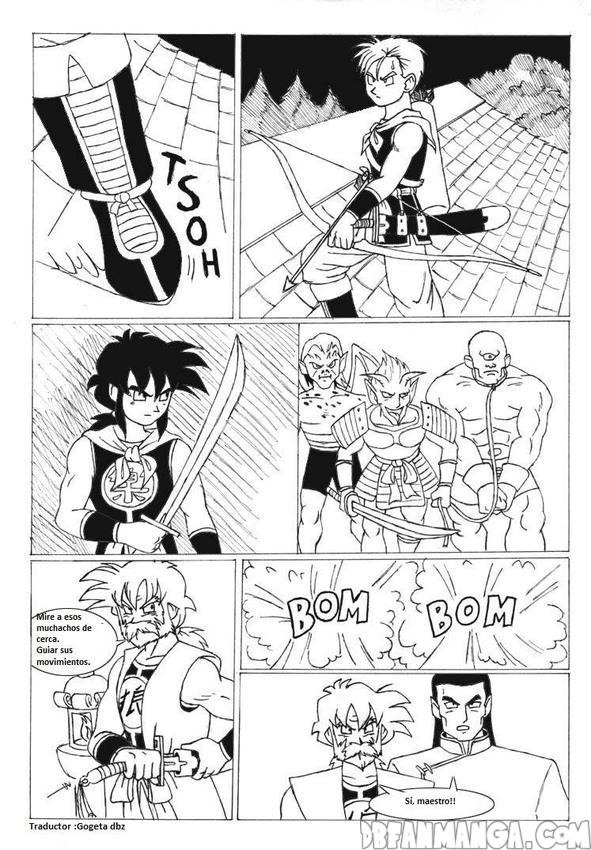 TSOH
Mire a esos
muchachos de
cerca.
Guiar sus
movimientos.
BOM
BOM
Sí, maestro!!
Traductor :Gogeta dbz
DBFANMANGA.COM